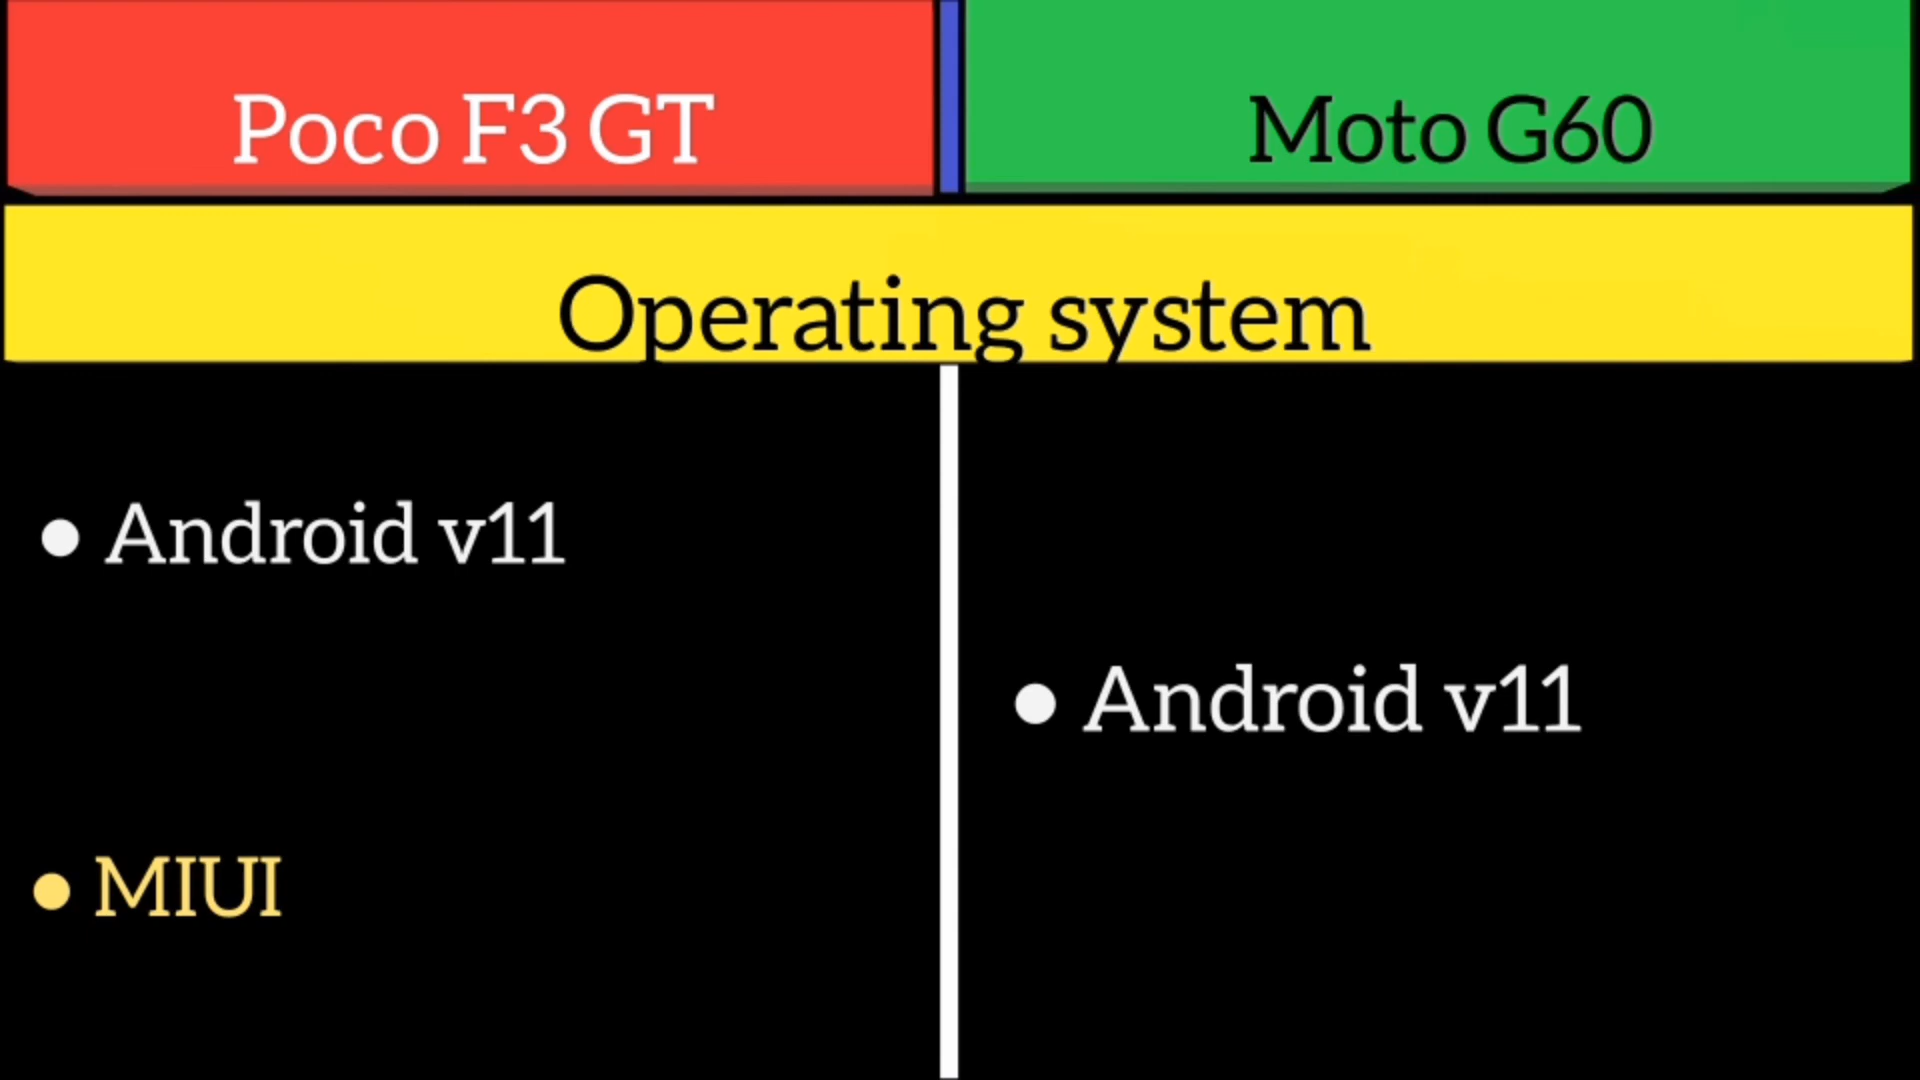 Poco F3 GT
Moto G60
Operating system
• Android v11
• MIUI
• Android v11